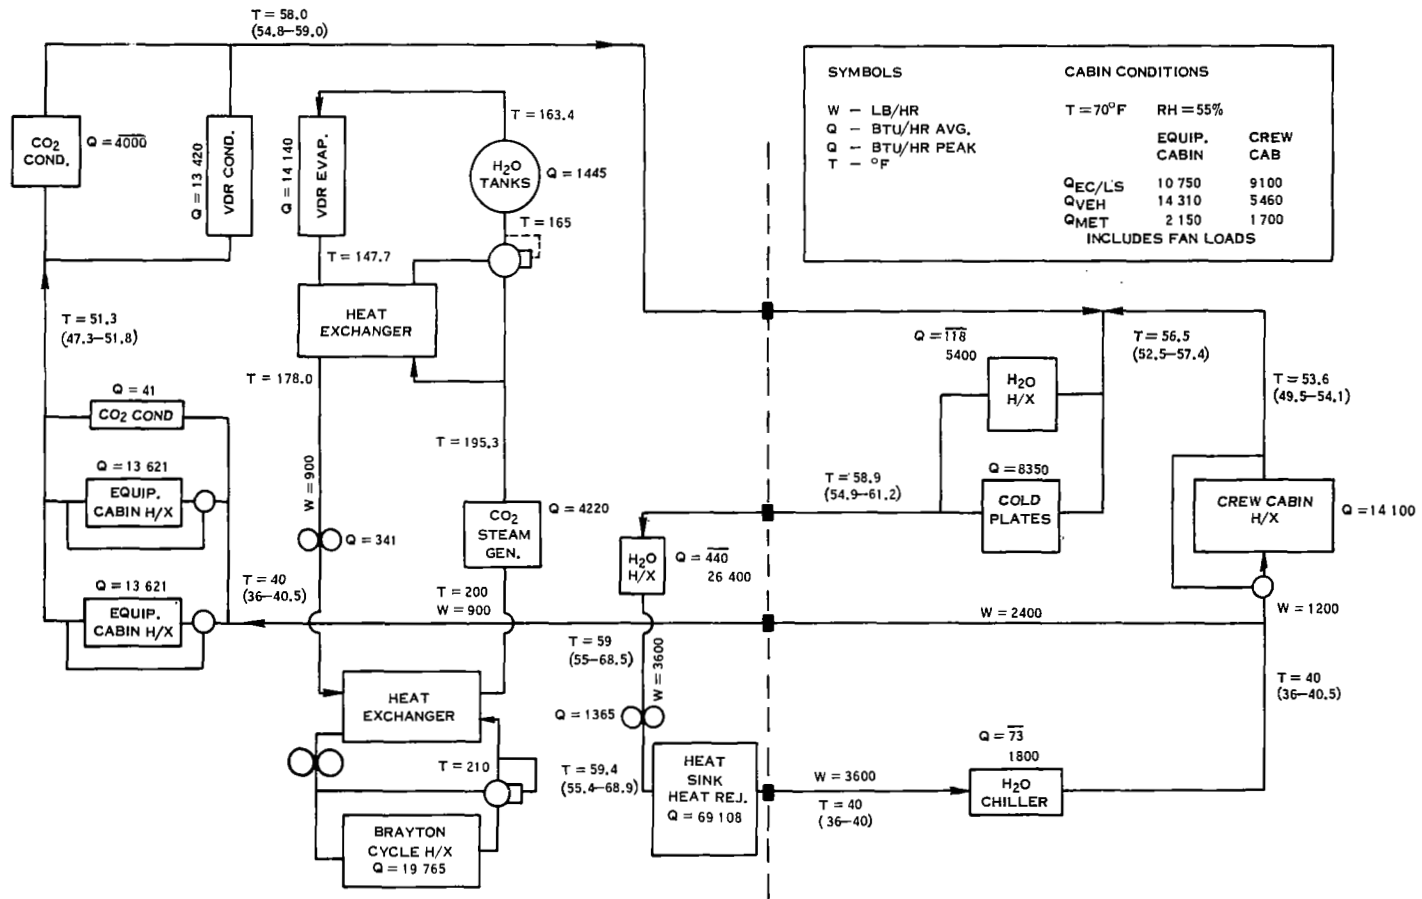 T = 58.0
(54.8–59.0)
CO2
COND.
Q = 4000
Q = 13 420
VDR COND.
Q = 14 140
VDR EVAP.
T = 163.4
H2O
TANKS
Q = 1445
T = 165
T = 147.7
HEAT
EXCHANGER
T = 51.3
(47.3–51.8)
T = 178.0
Q = 41
CO2 COND
T = 195.3
Q = 13 621
EQUIP.
CABIN H/X
W = 900
Q = 341
CO2
STEAM
GEN.
Q = 4220
Q = 13 621
EQUIP.
CABIN H/X
T = 40
(36–40.5)
T = 200
W = 900
HEAT
EXCHANGER
T = 210
BRAYTON
CYCLE H/X
Q = 19 765
SYMBOLS
W – LB/HR
Q – BTU/HR AVG.
Q – BTU/HR PEAK
T – °F
CABIN CONDITIONS
T = 70°F RH = 55%
EQUIP. CREW
CABIN CAB
QEC/LS 10 750 9100
QVEH 14 310 5460
QMET 2 150 1 700
INCLUDES FAN LOADS
Q = 118
5400
H2O
H/X
T = 56.5
(52.5–57.4)
T = 53.6
(49.5–54.1)
Q = 8350
COLD
PLATES
T = 58.9
(54.9–61.2)
CREW CABIN
H/X
Q = 14 100
H2O
H/X
Q = 440
26 400
W = 2400
W = 1200
T = 59
(55–68.5)
W = 3600
T = 40
(36–40.5)
Q = 1365
T = 59.4
(55.4–68.9)
HEAT
SINK
HEAT REJ.
Q = 69 108
W = 3600
T = 40
(36–40)
Q = 73
1800
H2O
CHILLER